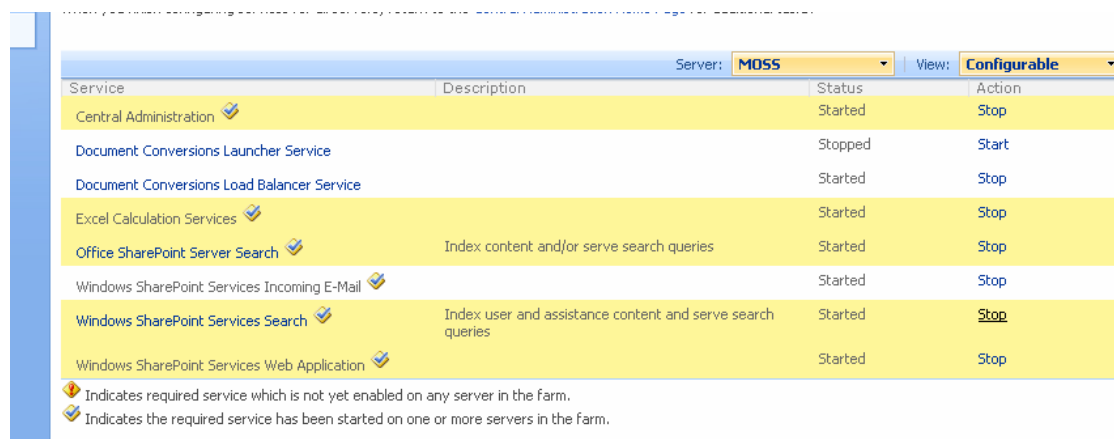 Server: MOSS View: Configurable
Service Description Status Action
Central Administration Started Stop
Document Conversions Launcher Service Stopped Start
Document Conversions Load Balancer Service Started Stop
Excel Calculation Services Started Stop
Office SharePoint Server Search Index content and/or serve search queries Started Stop
Windows SharePoint Services Incoming E-Mail Started Stop
Windows SharePoint Services Search Index user and assistance content and serve search Started Stop
queries
Windows SharePoint Services Web Application Started Stop
Indicates required service which is not yet enabled on any server in the farm.
Indicates the required service has been started on one or more servers in the farm.